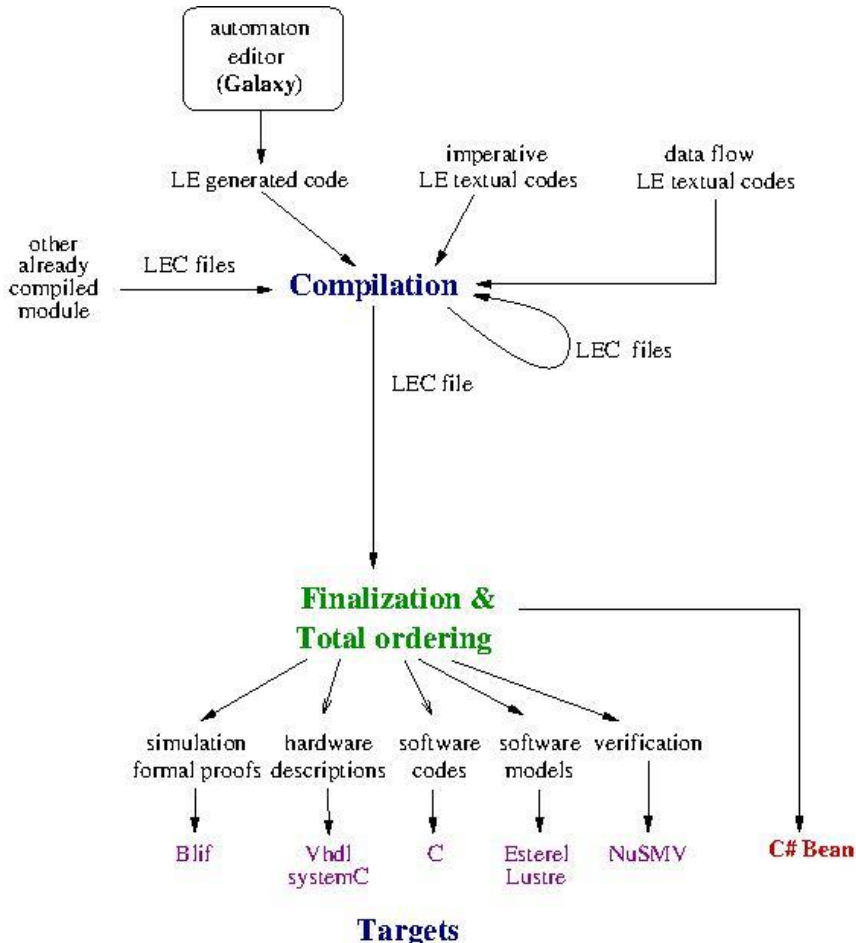 automaton
editor
(Galaxy)
LE generated code
imperative
LE textual codes
data flow
LE textual codes
other
already
compiled
module
LEC files
Compilation
LEC files
LEC file
Finalization &
Total ordering
simulation
formal proofs
hardware
descriptions
software
codes
software
models
verification
Blif
Vhdl
systemC
C
Esterel
Lustre
NuSMV
C# Bean
Targets